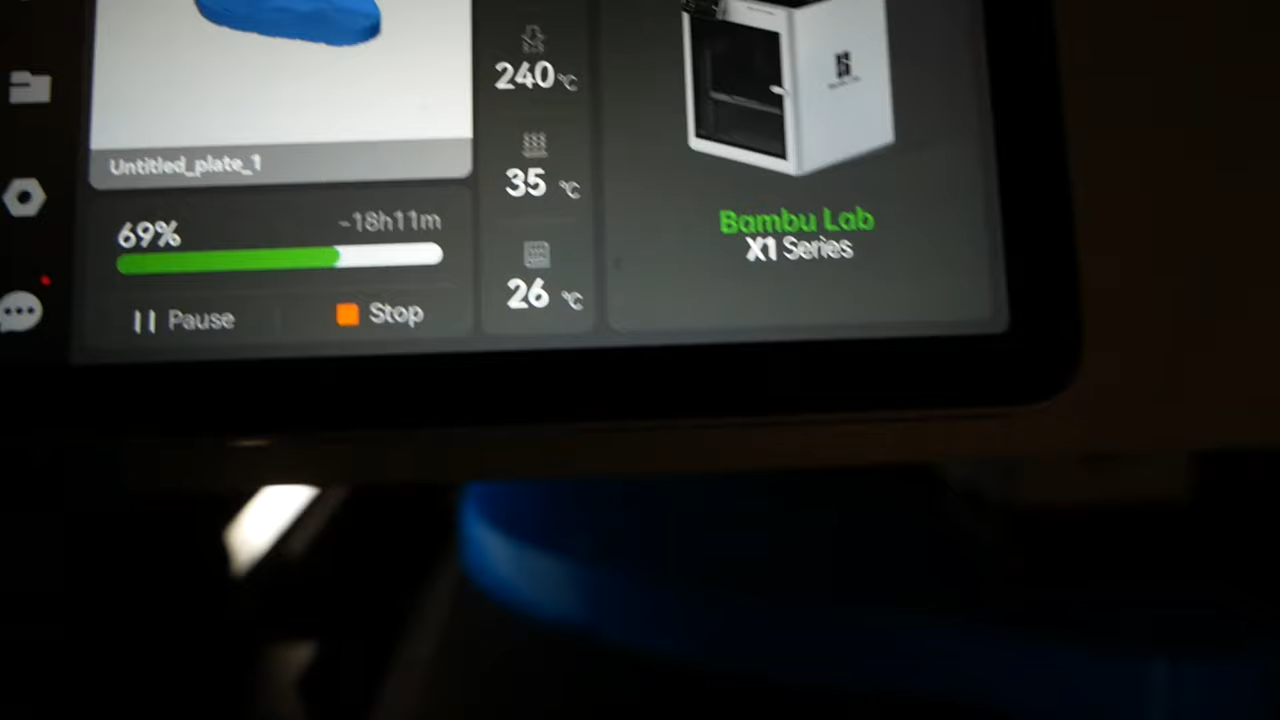 240 °C
Untitled_plate_1
35 °C
69%
~18h11m
Bambu Lab
X1 Series
26 °C
Pause
Stop